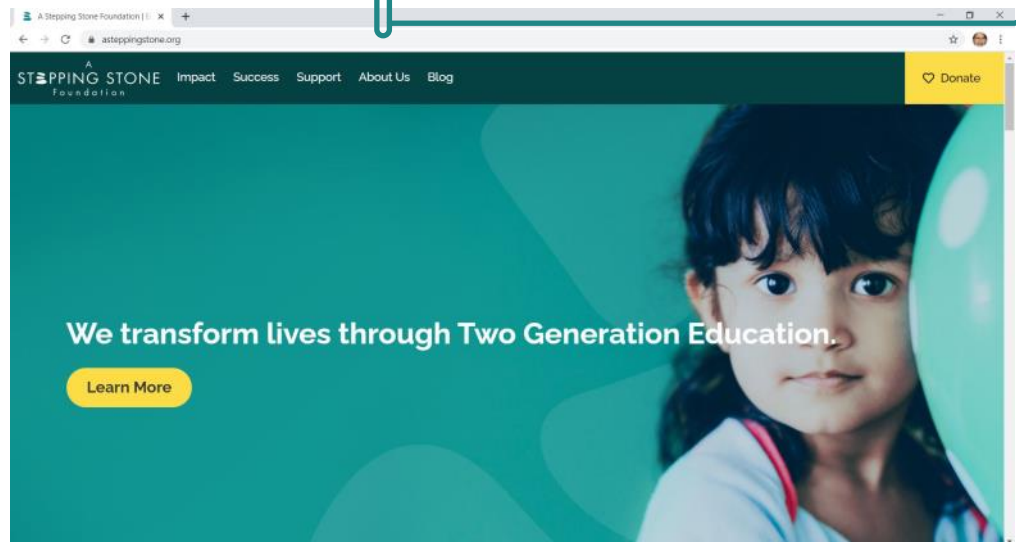 A Stepping Stone Foundation |
asteppingstone.org
A
STEPPING STONE
Foundation
Impact Success Support About Us Blog
Donate
We transform lives through Two Generation Education.
Learn More